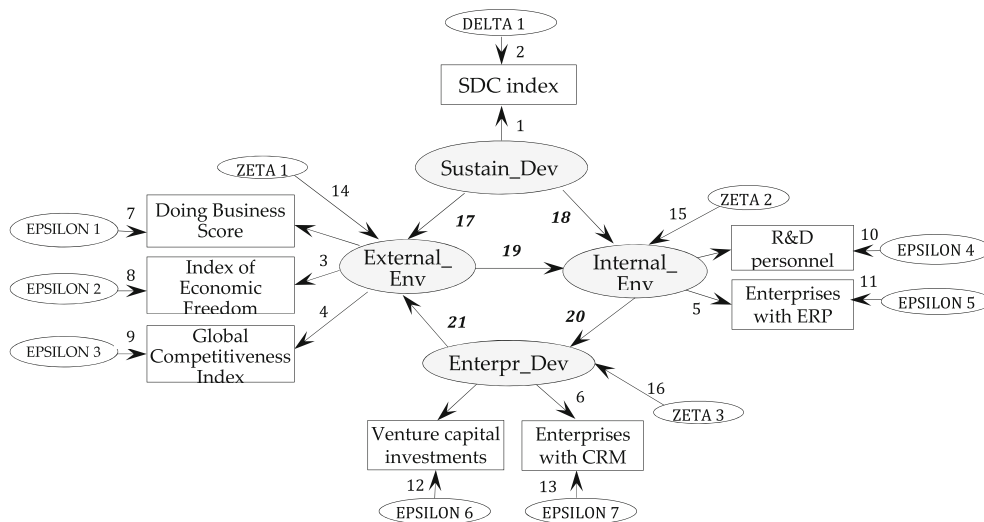 DELTA 1
2
SDC index
1
Sustain_Dev
ZETA 1
14
17
18
15
ZETA 2
7
EPSILON 1
Doing Business
Score
External_
Env
19
Internal_
Env
R&D
personnel
10
EPSILON 4
8
EPSILON 2
Index of
Economic
Freedom
3
5
Enterprises
with ERP
11
EPSILON 5
9
EPSILON 3
Global
Competitiveness
Index
4
21
20
Enterpr_Dev
6
16
ZETA 3
Venture capital
investments
Enterprises
with CRM
12
EPSILON 6
13
EPSILON 7